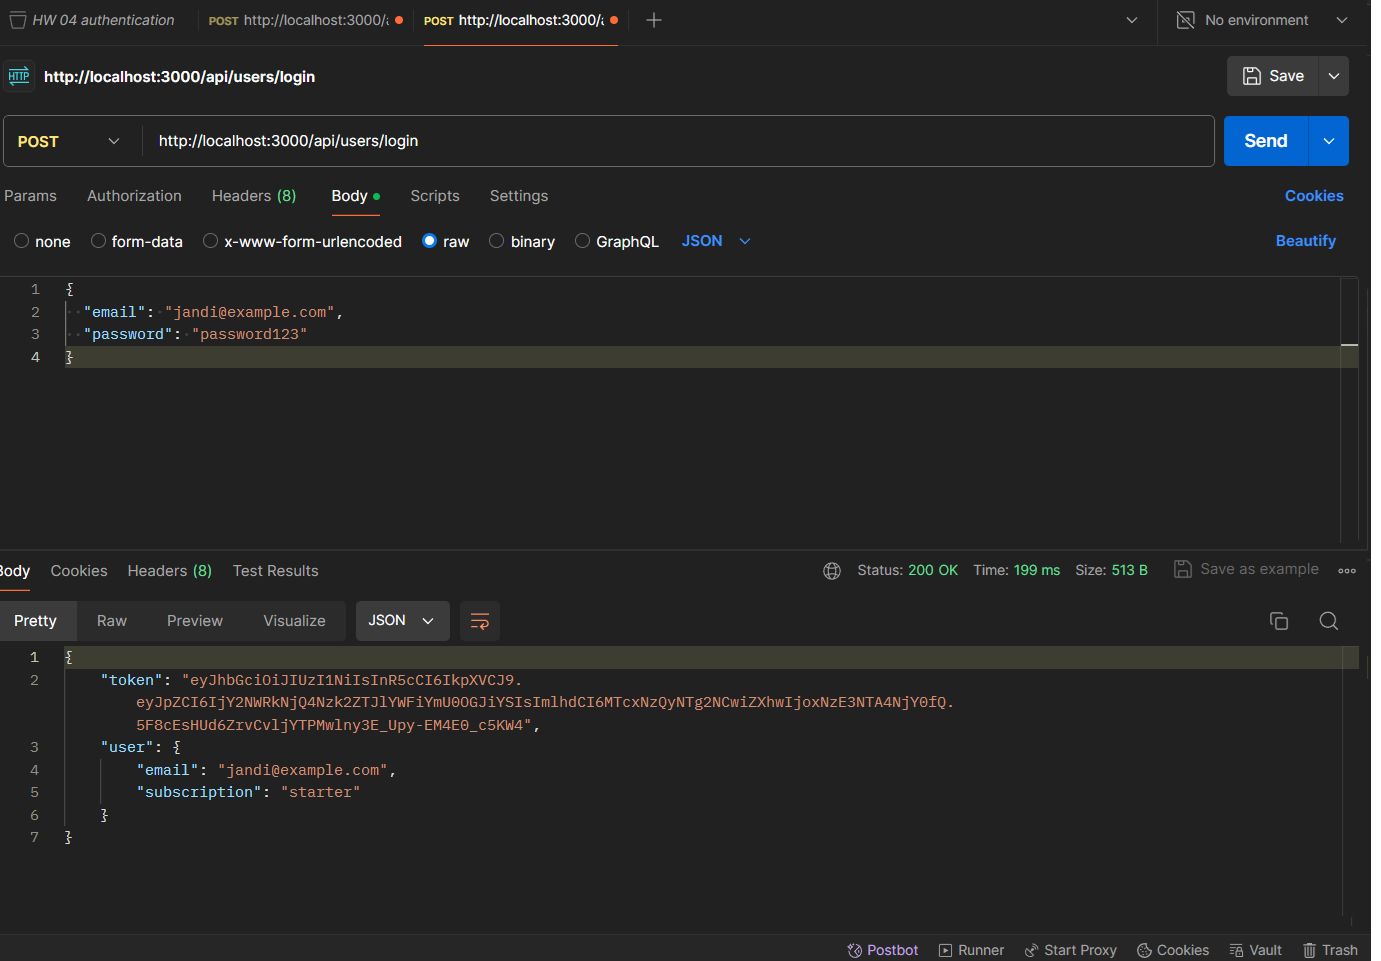 HW 04 authentication
POST http://localhost:3000/a
POST http://localhost:3000/a
No environment
HTTP http://localhost:3000/api/users/login
Save
POST
http://localhost:3000/api/users/login
Send
Params Authorization Headers (8) Body Scripts Settings Cookies
none form-data x-www-form-urlencoded raw binary GraphQL JSON Beautify
1 {
2 "email": "jandi@example.com",
3 "password": "password123"
4 }
Body Cookies Headers (8) Test Results Status: 200 OK Time: 199 ms Size: 513 B Save as example
Pretty Raw Preview Visualize JSON
1 {
2 "token": "eyJhbGciOiJIUzI1NiIsInR5cCI6IkpXVCJ9.
eyJpZCI6IjY2NWRkNjQ4Nzk2ZTJlYWFiYmU0OGJiYSIsImlhdCI6MTcxNzQyNTg2NCwiZXhwIjoxNzE3NTA4NjY0fQ.
5F8cEsHUd6ZrvCvljYTPMwlny3E_Upy-EM4E0_c5KW4",
3 "user": {
4 "email": "jandi@example.com",
5 "subscription": "starter"
6 }
7 }
Postbot Runner Start Proxy Cookies Vault Trash